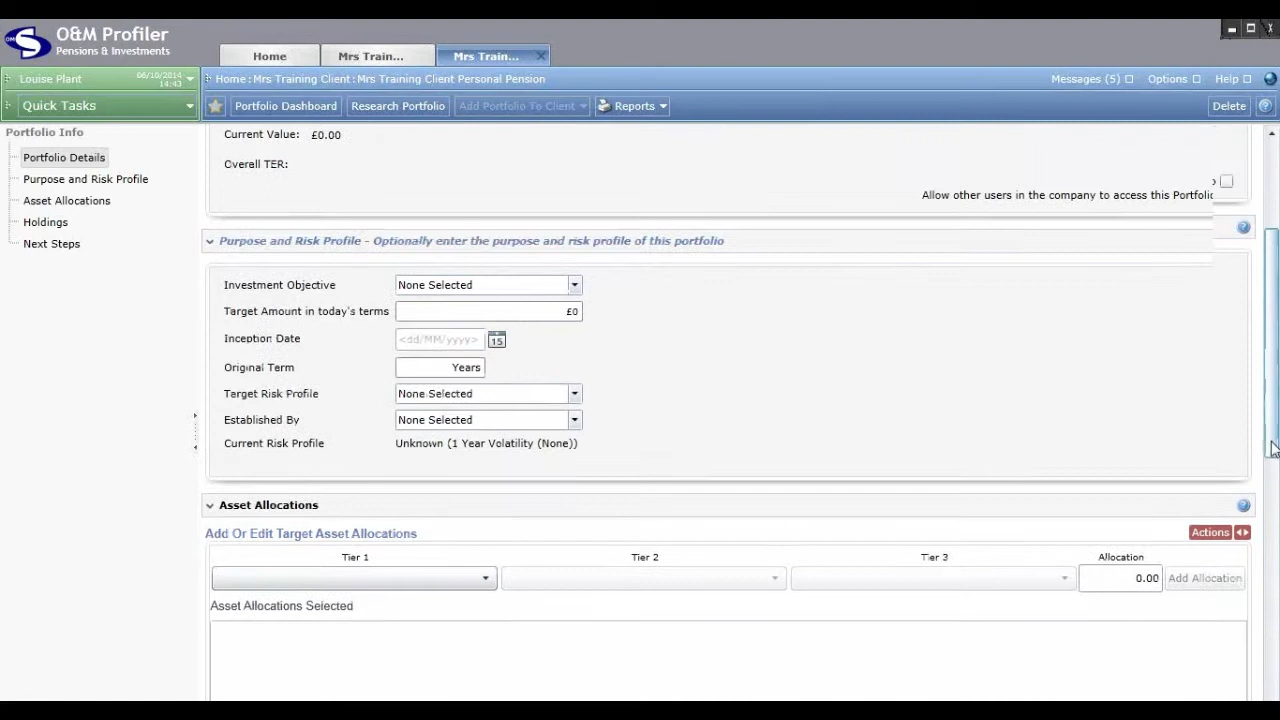 O&M Profiler
Pensions & Investments
Home
Mrs Train...
Mrs Train...
Louise Plant
06/10/2014
14:43
Home : Mrs Training Client : Mrs Training Client Personal Pension
Messages (5)
Options
Help
Quick Tasks
Portfolio Dashboard
Research Portfolio
Add Portfolio To Client
Reports
Delete
Portfolio Info
Portfolio Details
Purpose and Risk Profile
Asset Allocations
Holdings
Next Steps
Current Value: £0.00
Overall TER:
Allow other users in the company to access this Portfolio
Purpose and Risk Profile - Optionally enter the purpose and risk profile of this portfolio
Investment Objective None Selected
Target Amount in today's terms £0
Inception Date <dd/MM/yyyy> 15
Original Term Years
Target Risk Profile None Selected
Established By None Selected
Current Risk Profile Unknown (1 Year Volatility (None))
Asset Allocations
Add Or Edit Target Asset Allocations
Actions
Tier 1 Tier 2 Tier 3 Allocation
0.00 Add Allocation
Asset Allocations Selected